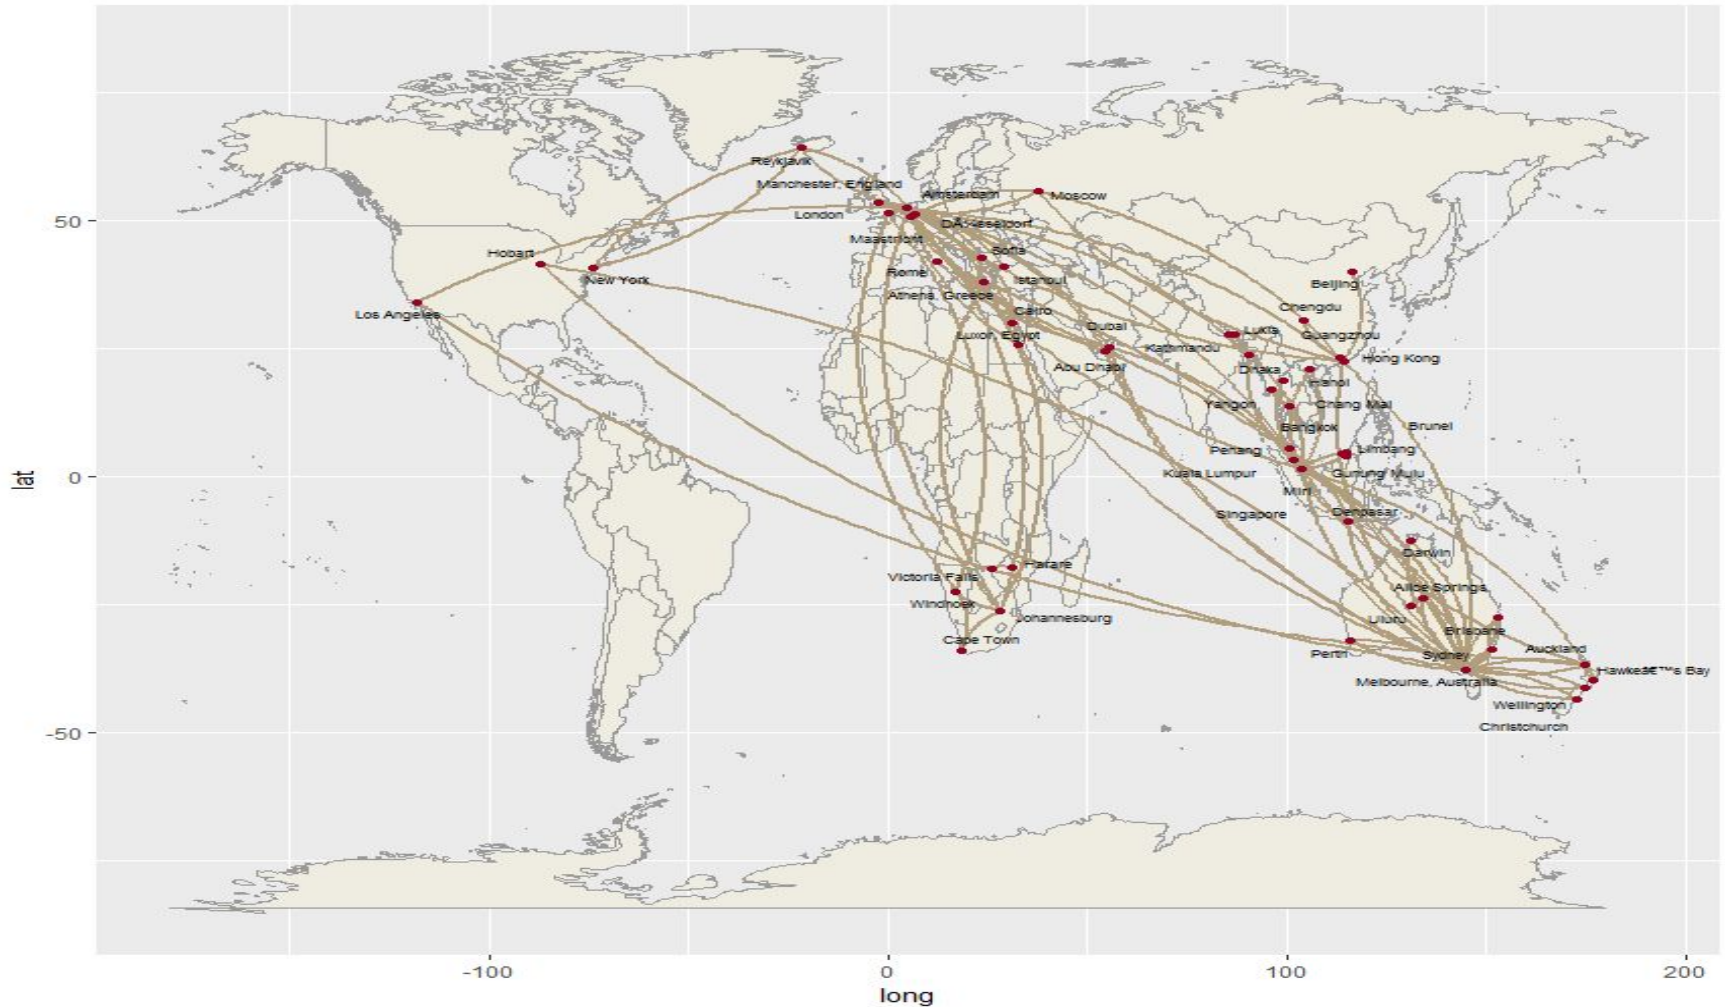 Reykjavik
Manchester, England
Amsterdam
Moscow
London
DÃ¼sseldorf
Maastricht
Hobart
Sofia
Rome
New York
Istanbul
Beijing
Athens, Greece
Los Angeles
Cairo
Chengdu
Dubai
Lukla
Luxor, Egypt
Guangzhou
Kathmandu
Hong Kong
Abu Dhabi
Dhaka
Hanoi
Yangon
Chang Mai
Bangkok
Brunei
Penang
Limbang
Kuala Lumpur
Gunung Mulu
Miri
Singapore
Denpasar
Darwin
Harare
Victoria Falls
Alice Springs
Windhoek
Johannesburg
Uluru
Brisbane
Cape Town
Perth
Sydney
Auckland
Hawkeâ€™s Bay
Melbourne, Australia
Wellington
Christchurch
50
0
-50
lat
-100
0
100
200
long